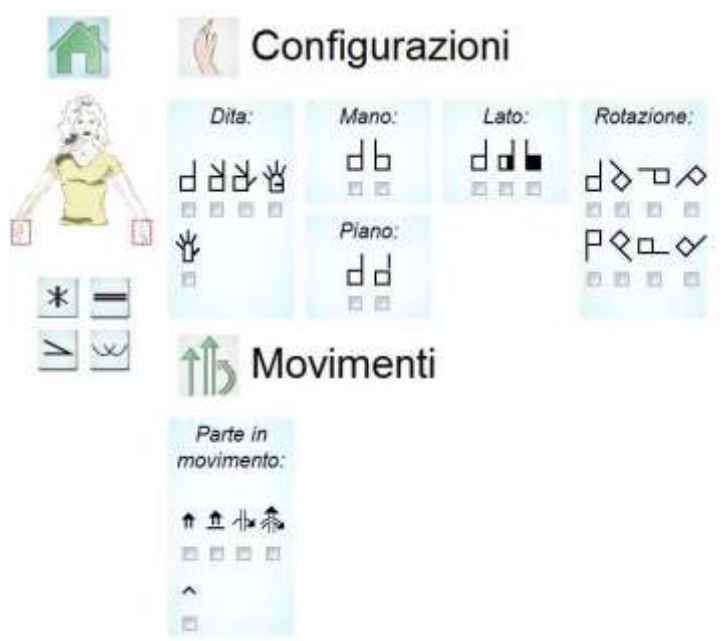 Configurazioni
Dita:
Mano:
Lato:
Rotazione:
Piano:
Movimenti
Parte in
movimento: